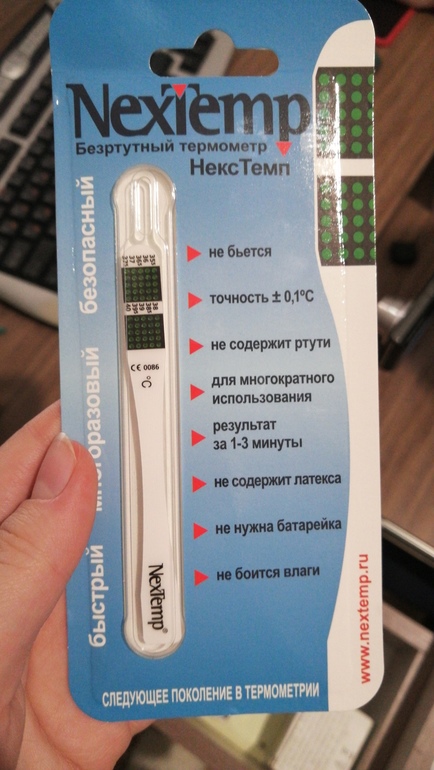 NexTemp
Безртутный термометр
НексТемп
безопасный
многоразовый
быстрый
не бьется
точность ± 0,1ºC
не содержит ртути
для многократного
использования
результат
за 1-3 минуты
не содержит латекса
не нужна батарейка
не боится влаги
CE 0086
°C
NexTemp®
www.nextemp.ru
СЛЕДУЮЩЕЕ ПОКОЛЕНИЕ В ТЕРМОМЕТРИИ